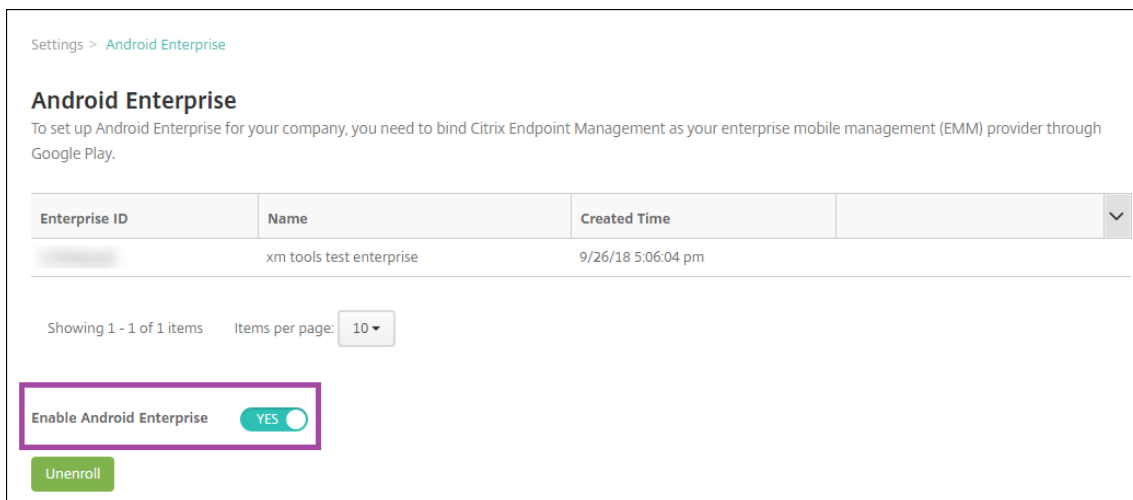 Settings > Android Enterprise
Android Enterprise
To set up Android Enterprise for your company, you need to bind Citrix Endpoint Management as your enterprise mobile management (EMM) provider through
Google Play.
Enterprise ID Name Created Time
xm tools test enterprise 9/26/18 5:06:04 pm
Showing 1 - 1 of 1 items Items per page: 10
Enable Android Enterprise YES
Unenroll